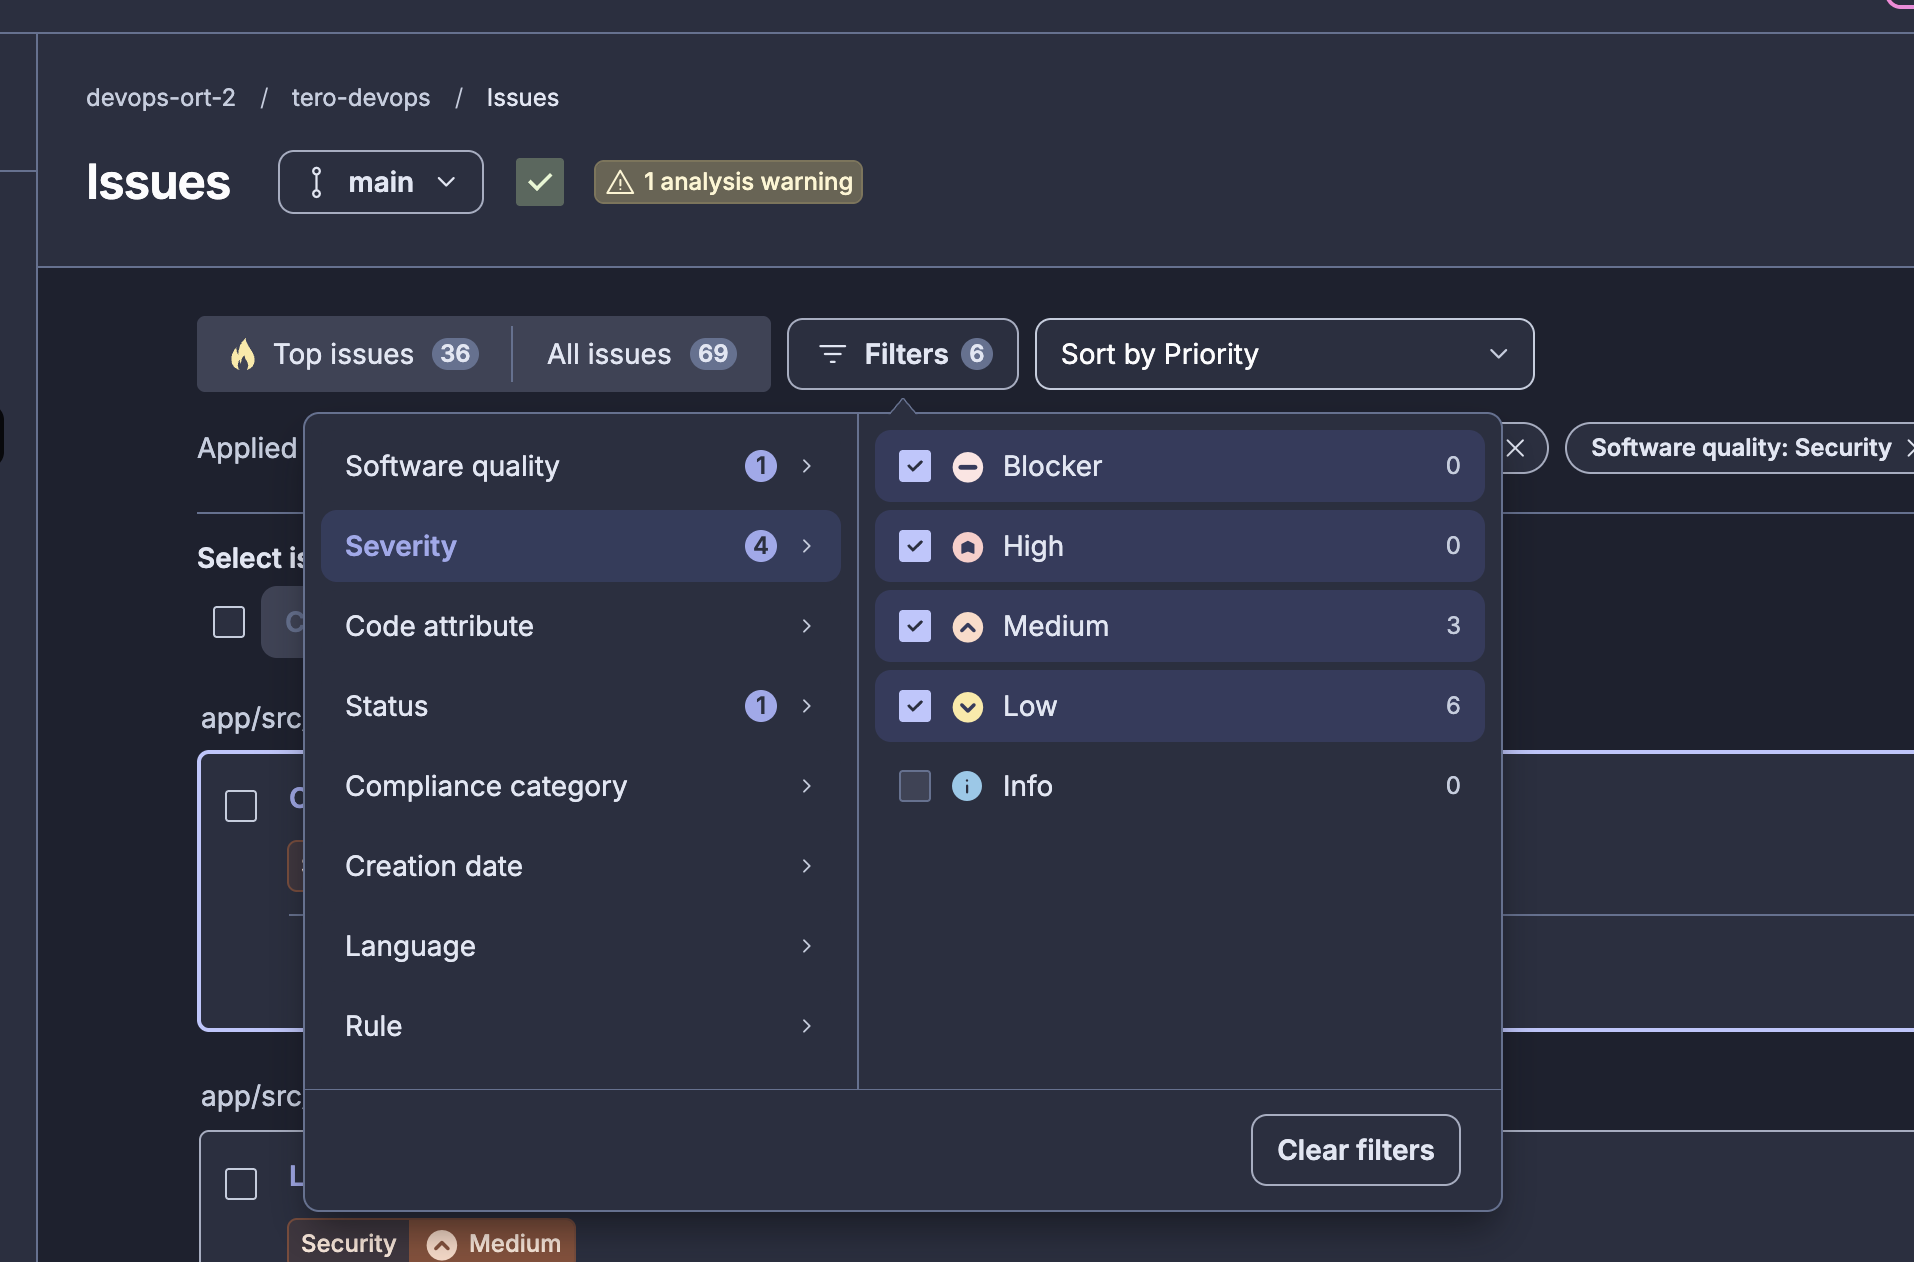 devops-ort-2 / tero-devops / Issues
Issues main 1 analysis warning
Top issues 36 All issues 69 Filters 6 Sort by Priority
Applied
Software quality: Security
Software quality 1
Severity 4
Code attribute
Status 1
Compliance category
Creation date
Language
Rule
Blocker 0
High 0
Medium 3
Low 6
Info 0
Clear filters
Select is
app/src
app/src
Security Medium